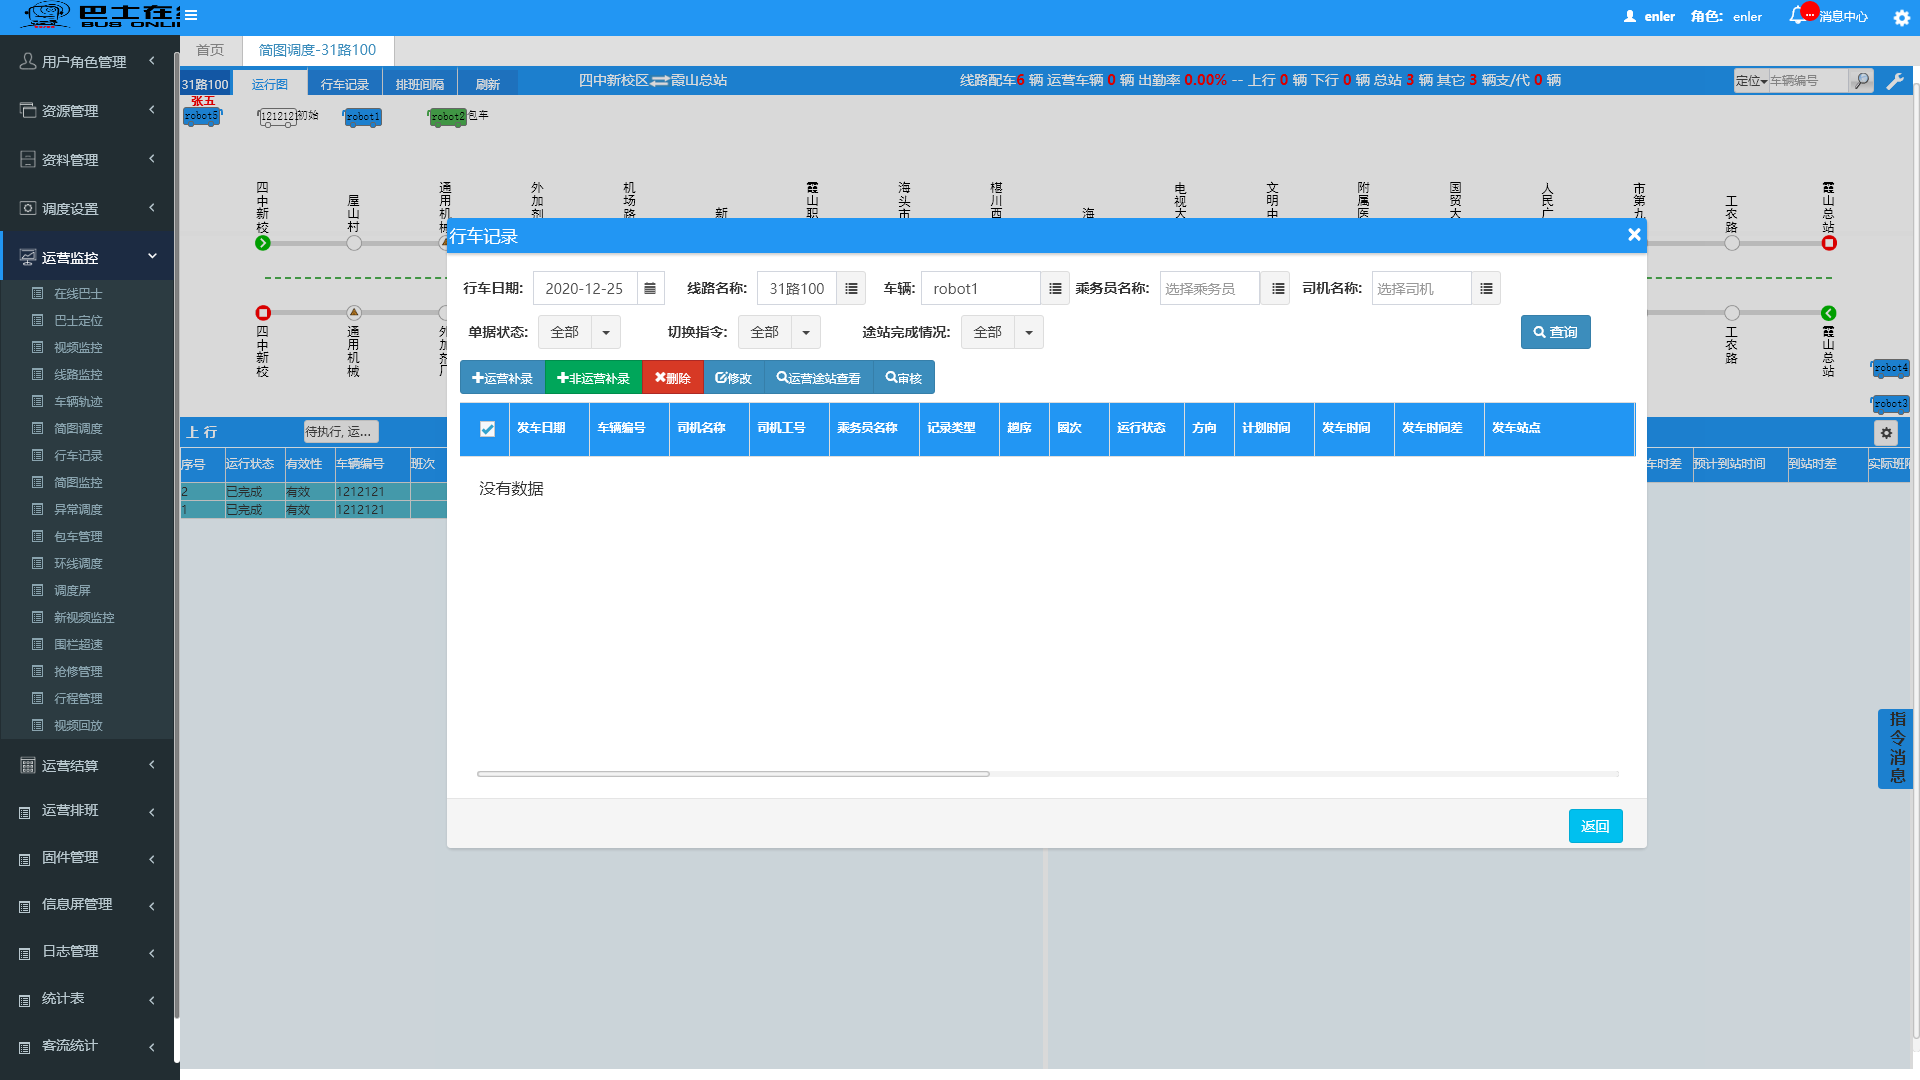 巴士在线
BUS ONLI
enler 角色: enler ... 消息中心
首页 简图调度-31路100
用户角色管理
资源管理
资料管理
调度设置
运营监控
在线巴士
巴士定位
视频监控
线路监控
车辆轨迹
简图调度
行车记录
简图监控
异常调度
包车管理
环线调度
调度屏
新视频监控
围栏超速
抢修管理
行程管理
视频回放
运营结算
运营排班
固件管理
信息屏管理
日志管理
统计表
客流统计
31路100 运行图 行车记录 排班间隔 刷新 四中新校区 霞山总站 线路配车6 辆 运营车辆 0 辆 出勤率 0.00% -- 上行 0 辆 下行 0 辆 总站 3 辆 其它 3 辆支/代 0 辆 定位 车辆编号
张五
robot5 1212121 初始 robot1 robot2 包车
四中新校 屋山村 通用机械 外加剂 机场路 新 霞山职 海头市 椹川西 海 电视大 文明中 附属医 国贸大 人民广 市第九 工农路 霞山总站
四中新校 通用机械 外加剂厂 工农路 霞山总站
robot4
robot3
上行 待执行, 运...
序号 运行状态 有效性 车辆编号 班次
2 已完成 有效 1212121
1 已完成 有效 1212121
车时差 预计到站时间 到站时差 实际班隔
指令消息
行车记录
行车日期: 2020-12-25 线路名称: 31路100 车辆: robot1 乘务员名称: 选择乘务员 司机名称: 选择司机
单据状态: 全部 切换指令: 全部 途站完成情况: 全部 查询
运营补录 非运营补录 删除 修改 运营途站查看 审核
发车日期 车辆编号 司机名称 司机工号 乘务员名称 记录类型 趟序 圈次 运行状态 方向 计划时间 发车时间 发车时间差 发车站点
没有数据
返回